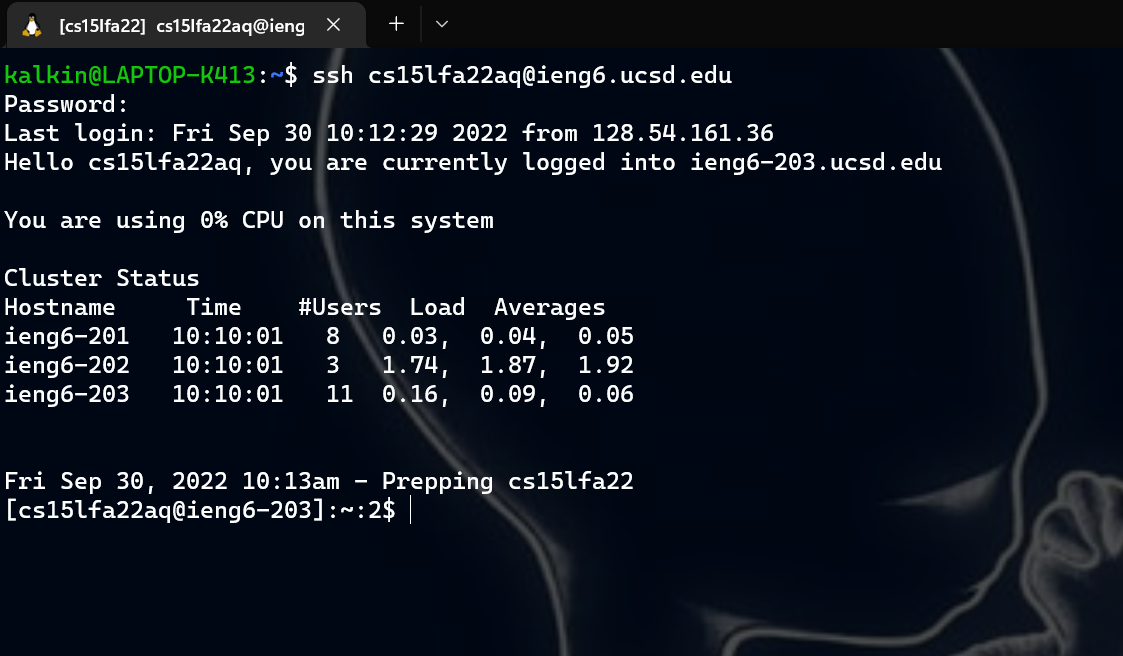 [cs15lfa22] cs15lfa22aq@ieng
kalkin@LAPTOP-K413:~$ ssh cs15lfa22aq@ieng6.ucsd.edu
Password:
Last login: Fri Sep 30 10:12:29 2022 from 128.54.161.36
Hello cs15lfa22aq, you are currently logged into ieng6-203.ucsd.edu
You are using 0% CPU on this system
Cluster Status
Hostname     Time    #Users  Load  Averages
ieng6-201   10:10:01   8   0.03,  0.04,  0.05
ieng6-202   10:10:01   3   1.74,  1.87,  1.92
ieng6-203   10:10:01   11  0.16,  0.09,  0.06
Fri Sep 30, 2022 10:13am - Prepping cs15lfa22
[cs15lfa22aq@ieng6-203]:~:2$